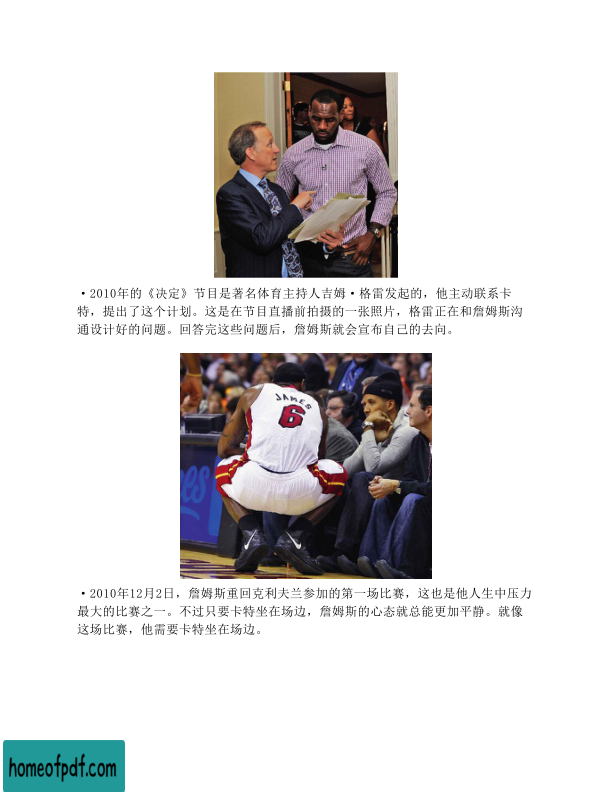 ·2010年的《决定》节目是著名体育主持人吉姆·格雷发起的，他主动联系卡
特，提出了这个计划。这是在节目直播前拍摄的一张照片，格雷正在和詹姆斯沟
通设计好的问题。回答完这些问题后，詹姆斯就会宣布自己的去向。
JAMES
6
·2010年12月2日，詹姆斯重回克利夫兰参加的第一场比赛，这也是他人生中压力
最大的比赛之一。不过只要卡特坐在场边，詹姆斯的心态就总能更加平静。就像
这场比赛，他需要卡特坐在场边。
homeofpdf.com